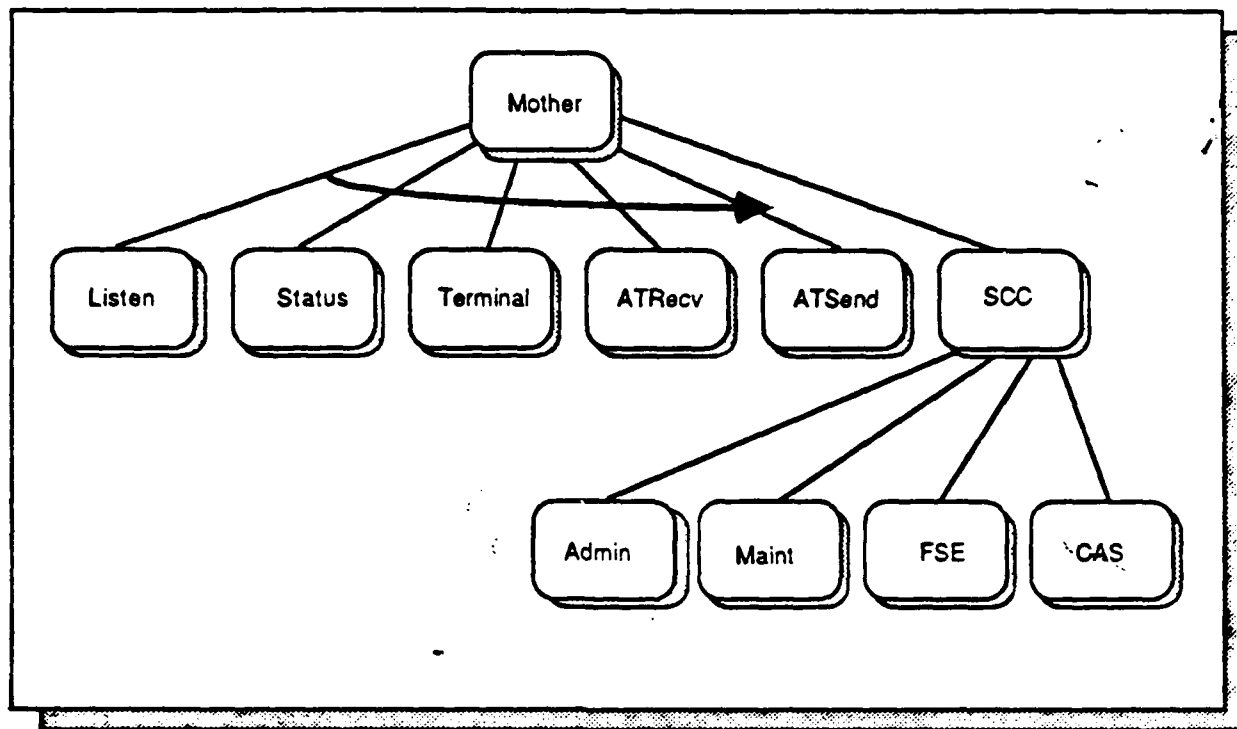 Mother
Listen
Status
Terminal
ATRecv
ATSend
SCC
Admin
Maint
FSE
CAS